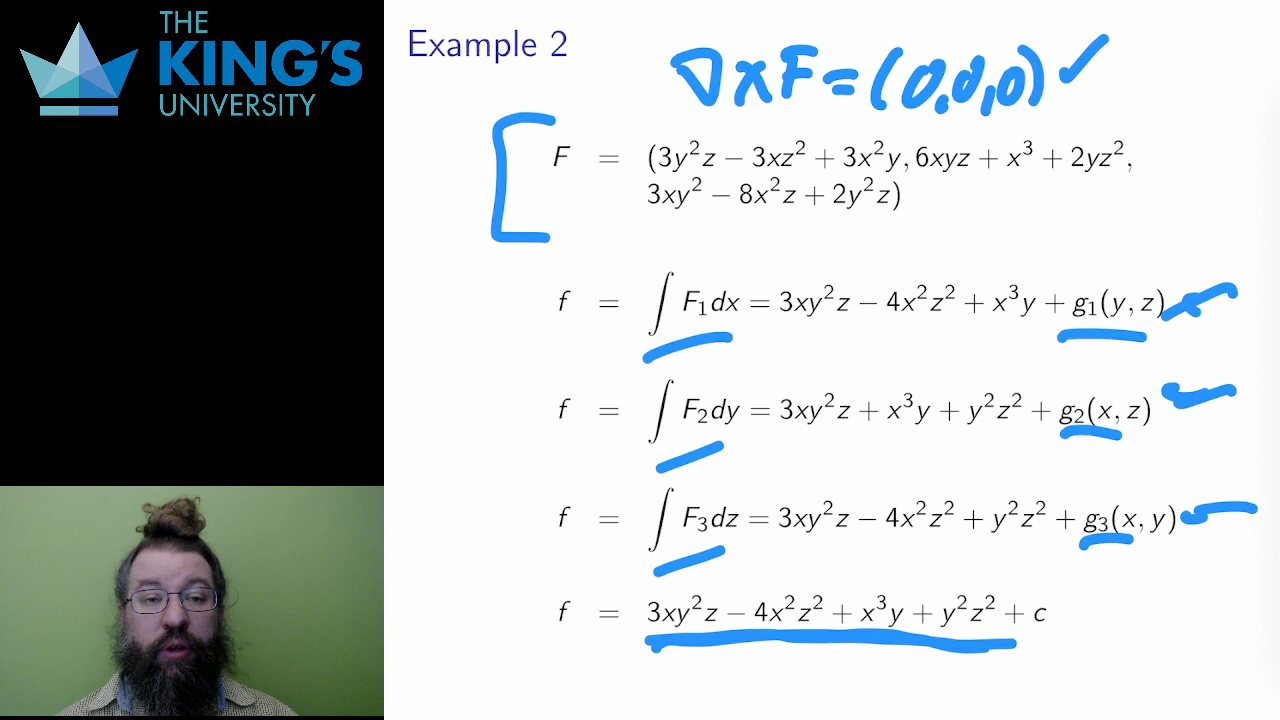 THE
KING'S
UNIVERSITY
Example 2
∇×F=(0,0,0)✓
F = (3y²z − 3xz² + 3x²y, 6xyz + x³ + 2yz²,
3xy² − 8x²z + 2y²z)
f = ∫ F₁dx = 3xy²z − 4x²z² + x³y + g₁(y, z)
f = ∫ F₂dy = 3xy²z + x³y + y²z² + g₂(x, z)
f = ∫ F₃dz = 3xy²z − 4x²z² + y²z² + g₃(x, y)
f = 3xy²z − 4x²z² + x³y + y²z² + c